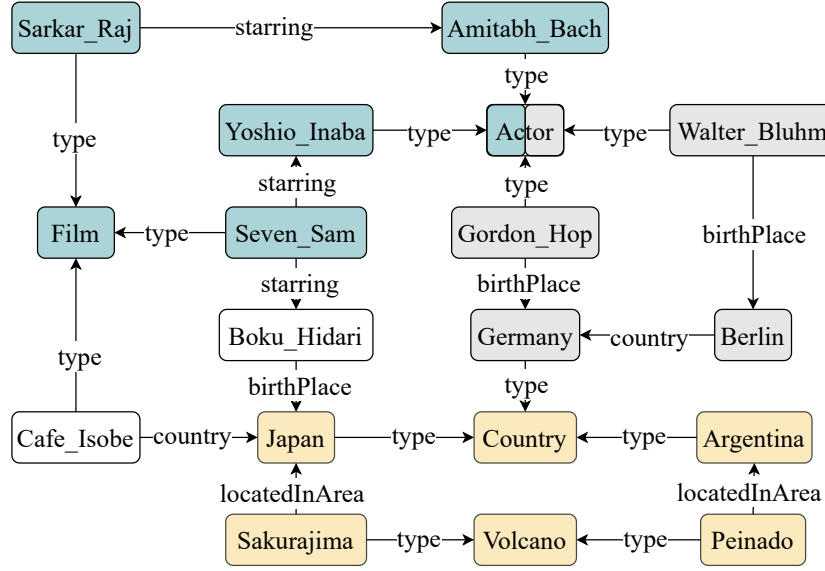 Sarkar_Raj
starring
Amitabh_Bach
type
type
Yoshio_Inaba
type
Actor
type
Walter_Bluhm
starring
type
Film
type
Seven_Sam
Gordon_Hop
birthPlace
starring
birthPlace
Boku_Hidari
Germany
country
Berlin
type
birthPlace
type
Cafe_Isobe
country
Japan
type
Country
type
Argentina
locatedInArea
locatedInArea
Sakurajima
type
Volcano
type
Peinado